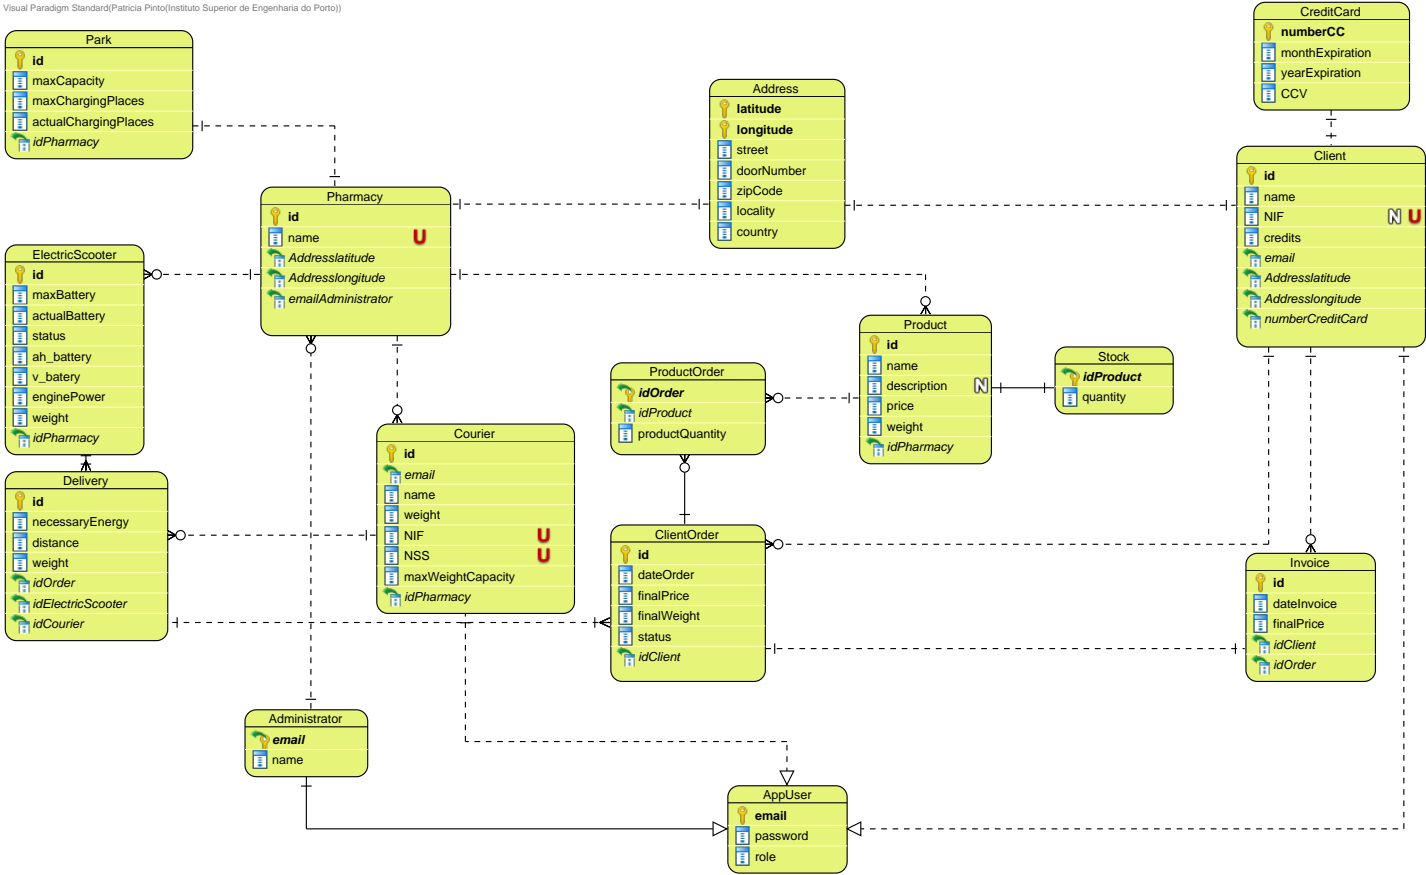 Visual Paradigm Standard(Patricia Pinto(Instituto Superior de Engenharia do Porto))
Park
id
maxCapacity
maxChargingPlaces
actualChargingPlaces
idPharmacy
CreditCard
numberCC
monthExpiration
yearExpiration
CCV
Address
latitude
longitude
street
doorNumber
zipCode
locality
country
Client
id
name
NIF N U
credits
email
Addresslatitude
Addresslongitude
numberCreditCard
Pharmacy
id
name U
Addresslatitude
Addresslongitude
emailAdministrator
ElectricScooter
id
maxBattery
actualBattery
status
ah_battery
v_batery
enginePower
weight
idPharmacy
Product
id
name
description N
price
weight
idPharmacy
Stock
idProduct
quantity
ProductOrder
idOrder
idProduct
productQuantity
Courier
id
email
name
weight
NIF U
NSS U
maxWeightCapacity
idPharmacy
Delivery
id
necessaryEnergy
distance
weight
idOrder
idElectricScooter
idCourier
ClientOrder
id
dateOrder
finalPrice
finalWeight
status
idClient
Invoice
id
dateInvoice
finalPrice
idClient
idOrder
Administrator
email
name
AppUser
email
password
role